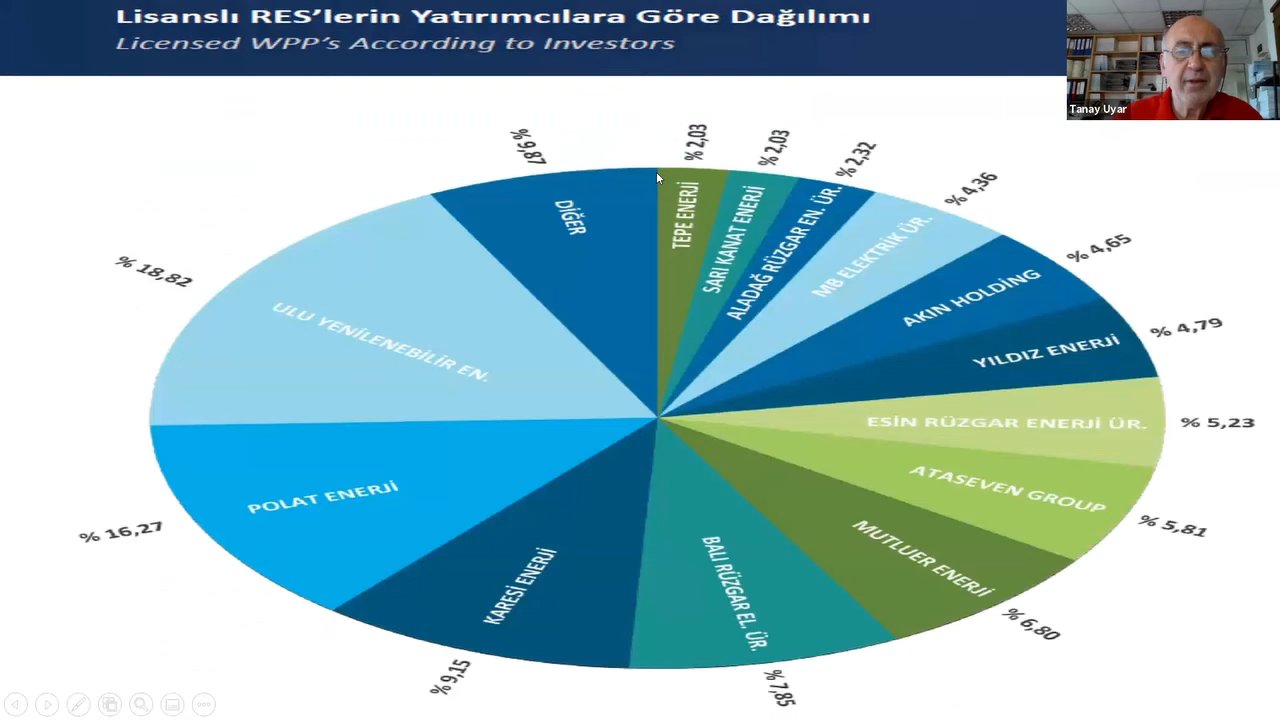 Lisanslı RES’lerin Yatırımcılara Göre Dağılımı
Licensed WPP’s According to Investors
Tanay Uyar
% 2,03
TEPE ENERJİ
% 2,03
SARI KANAT ENERJİ
% 2,32
ALADAĞ RÜZGAR EN. ÜR.
% 4,36
MB ELEKTRİK ÜR.
% 4,65
AKIN HOLDİNG
% 4,79
YILDIZ ENERJİ
% 5,23
ESİN RÜZGAR ENERJİ ÜR.
% 5,81
ATASEVEN GROUP
% 6,80
MUTLUER ENERJİ
% 7,85
BALI RÜZGAR EL. ÜR.
% 9,15
KARESİ ENERJİ
% 16,27
POLAT ENERJİ
% 18,82
ULU YENİLENEBİLİR EN.
% 9,87
DİĞER